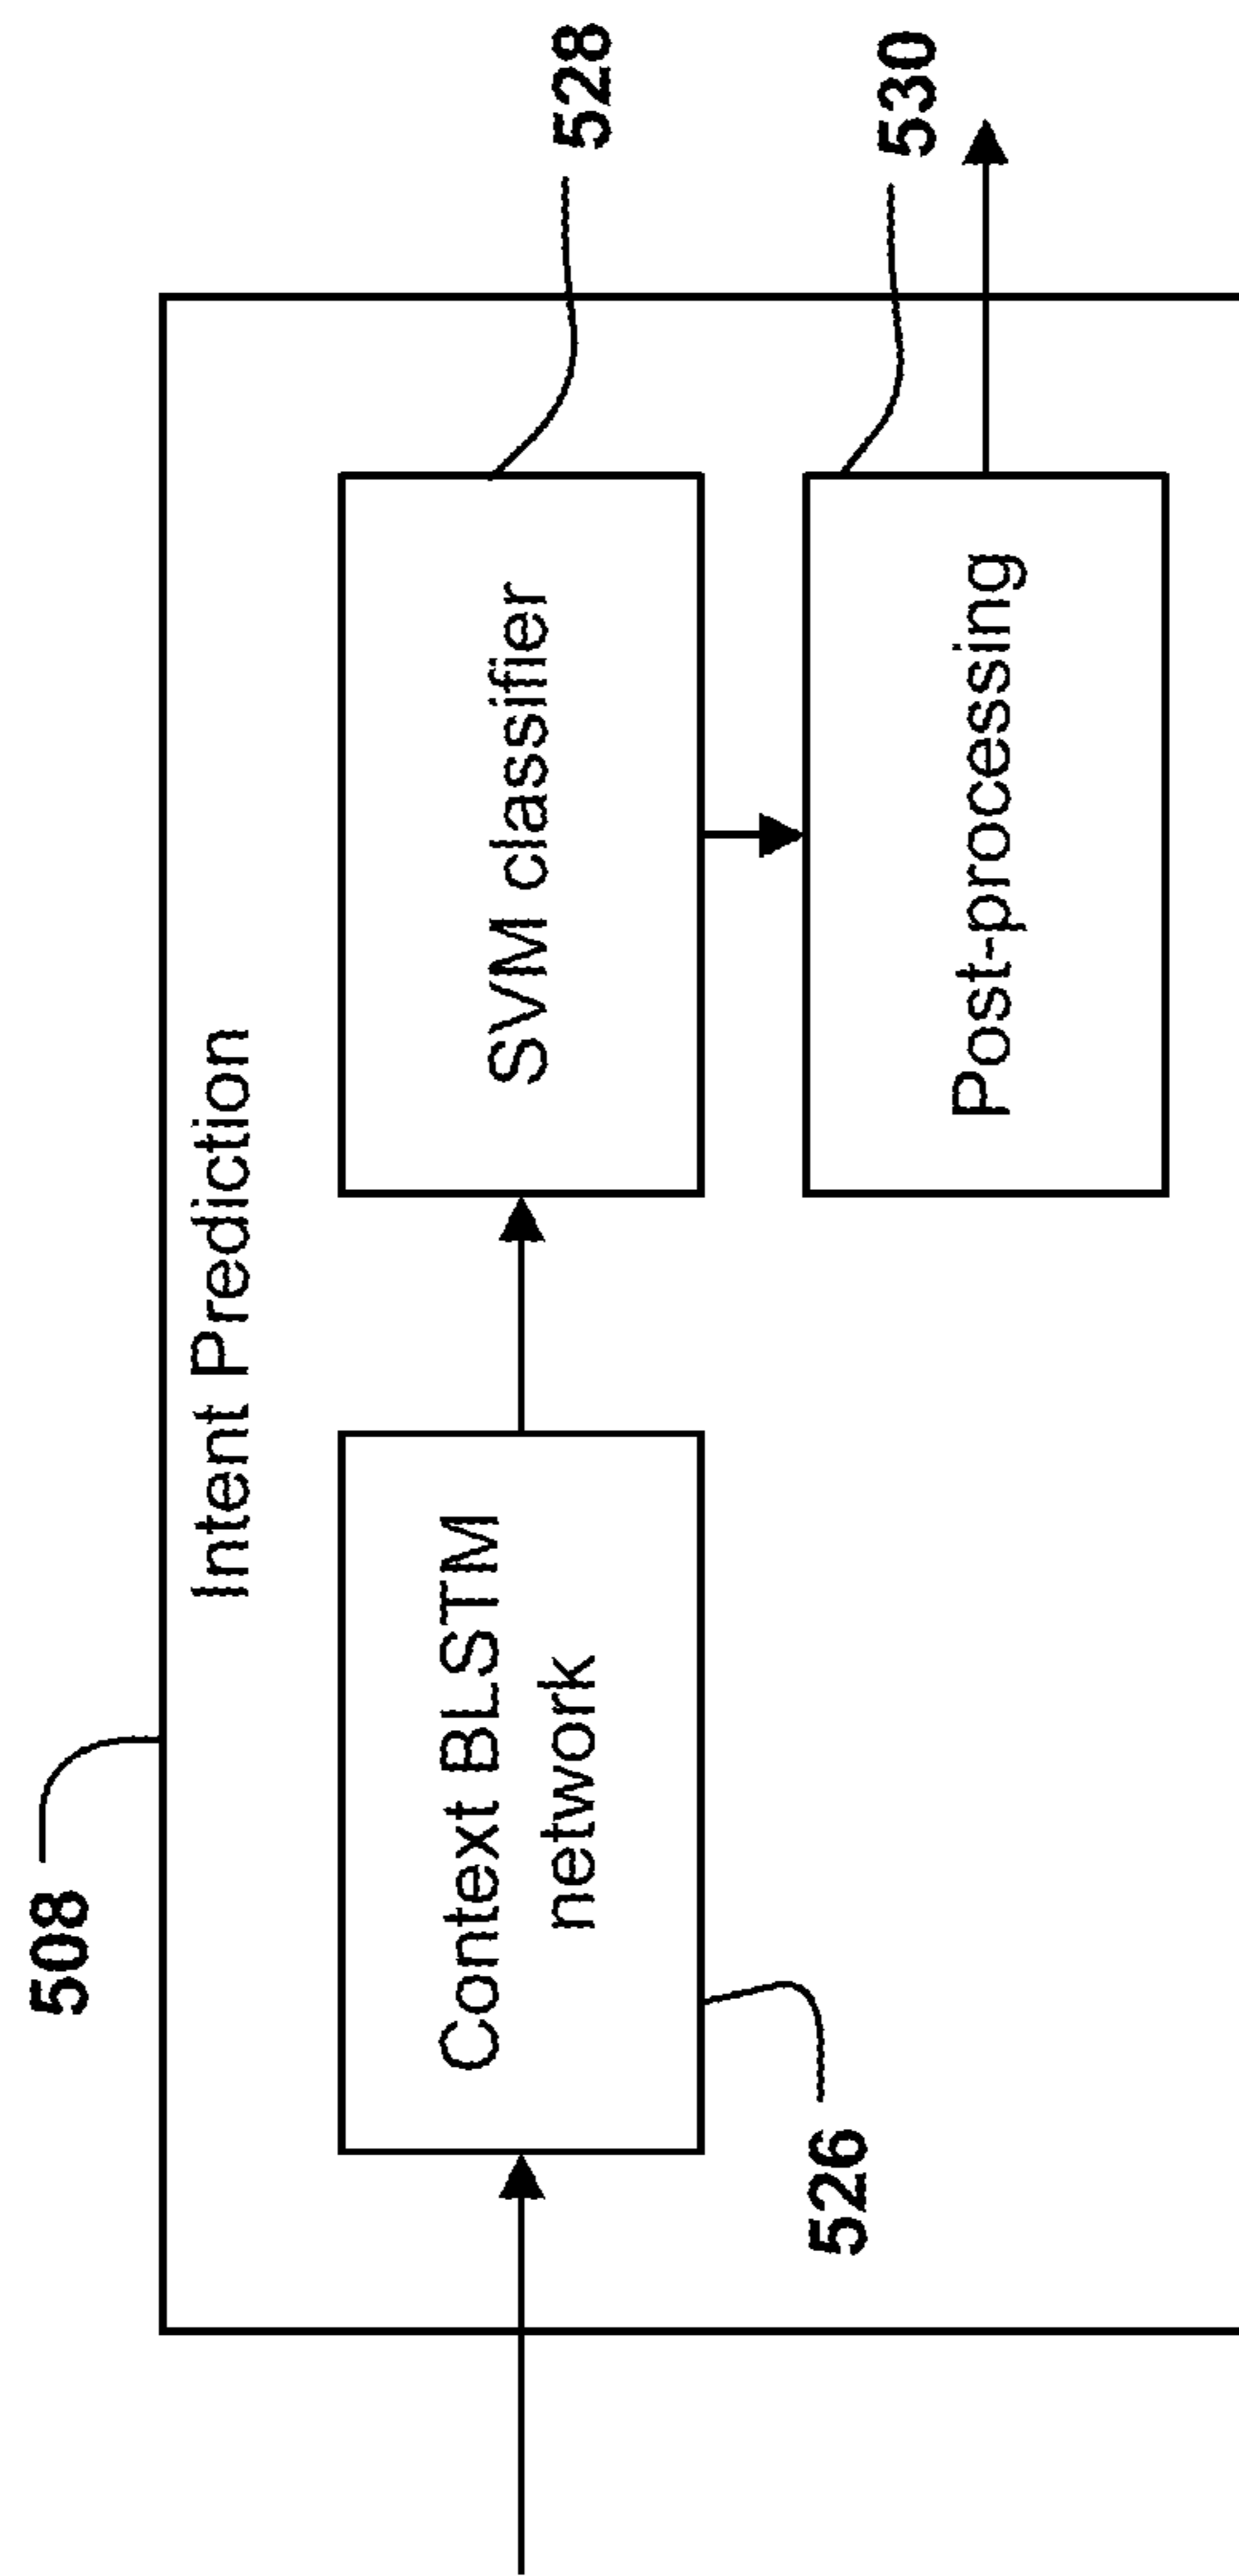 508
Intent Prediction
Context BLSTM
network
526
SVM classifier
528
Post-processing
530